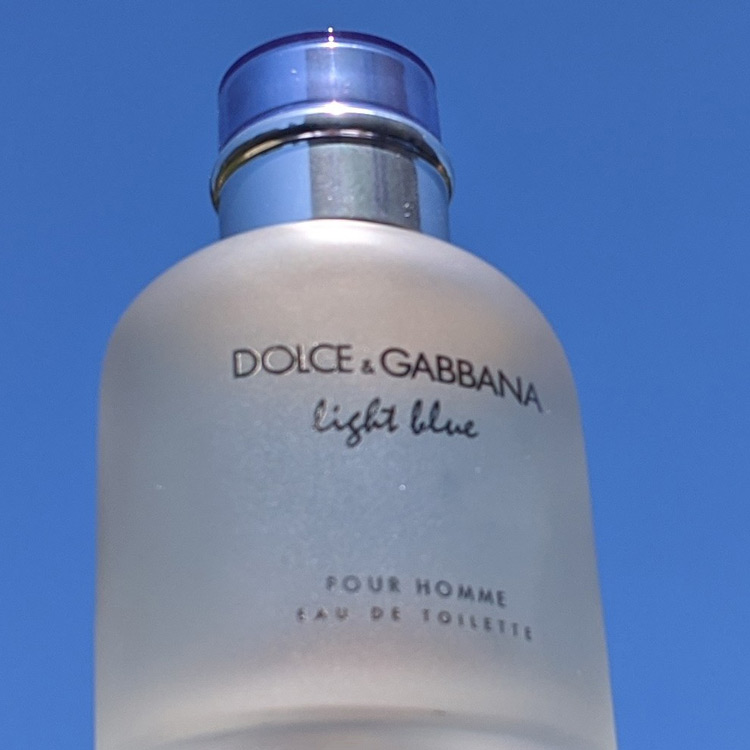 DOLCE & GABBANA
light blue
POUR HOMME
EAU DE TOILETTE